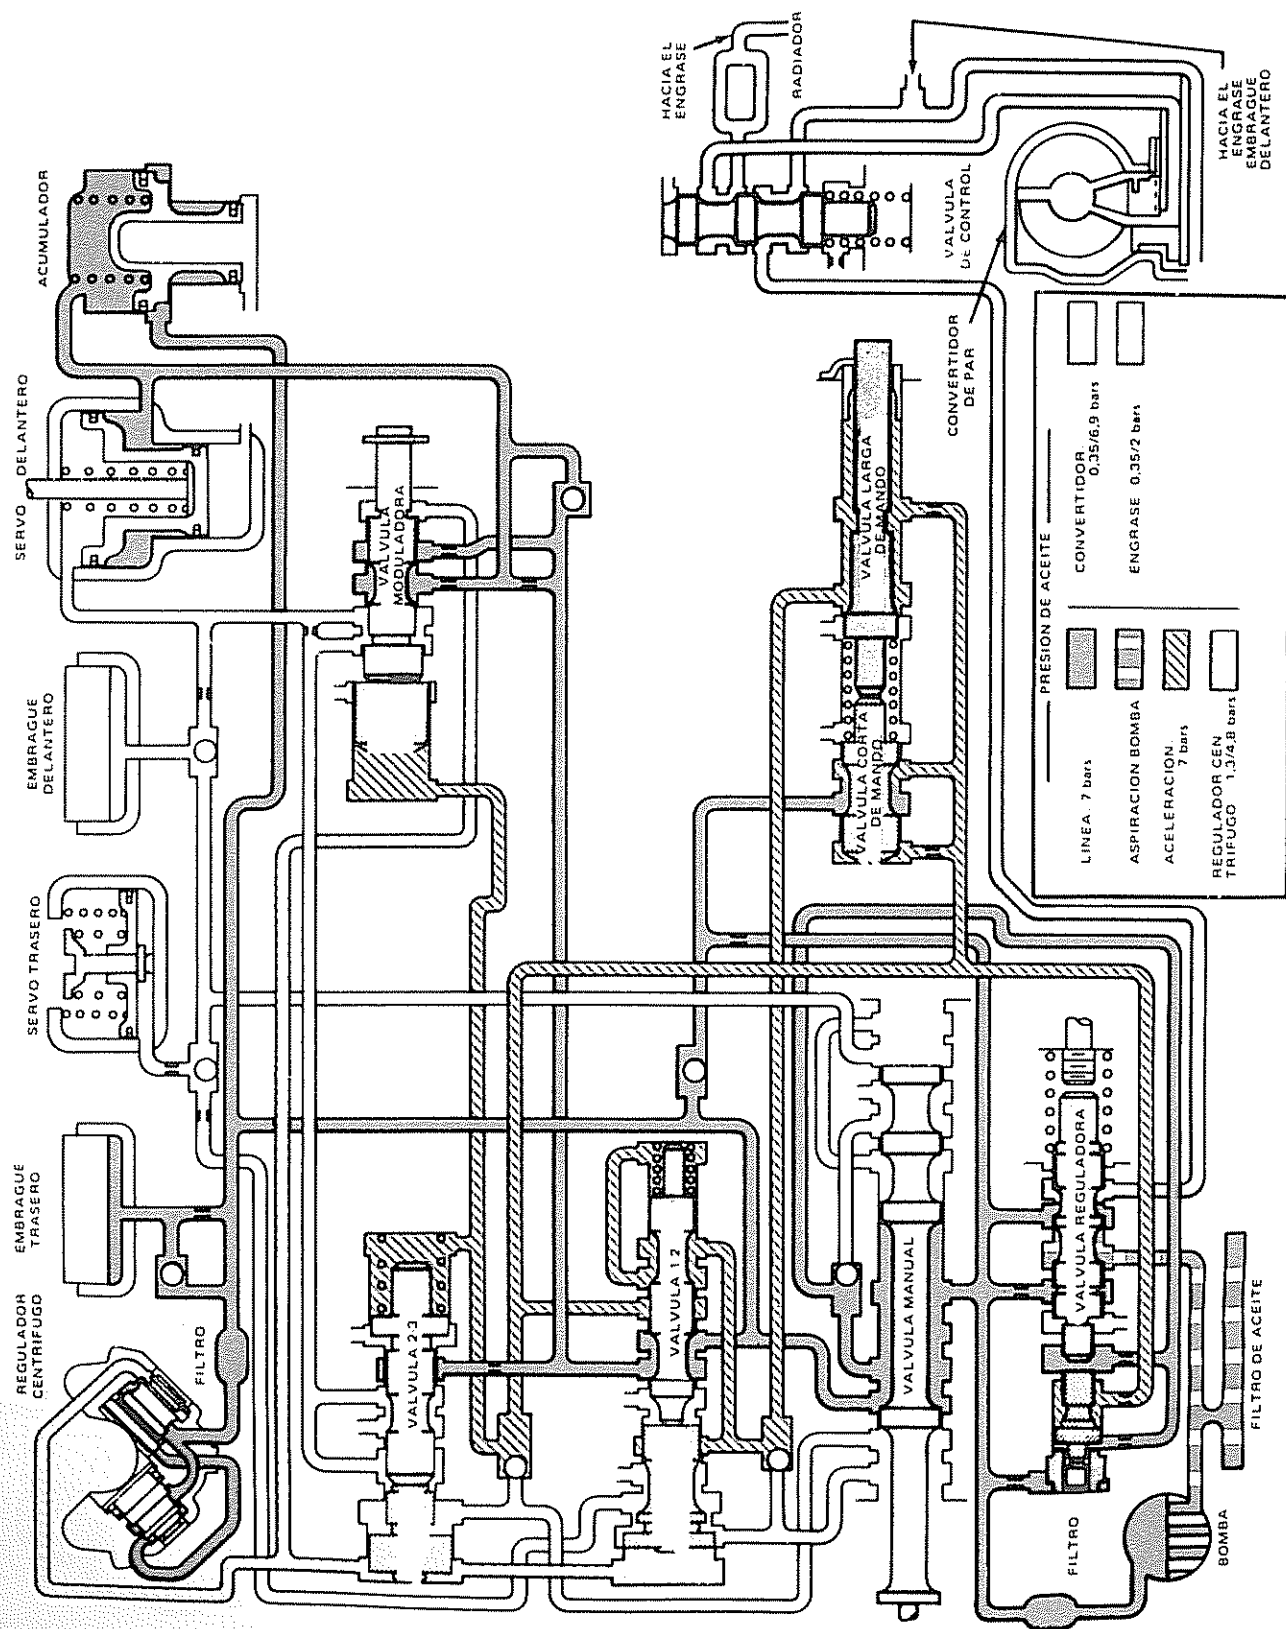 REGULADOR
CENTRIFUGO
EMBRAGUE
TRASERO
SERVO TRASERO
EMBRAGUE
DELANTERO
SERVO DELANTERO
ACUMULADOR
FILTRO
VALVULA 2-3
VALVULA
MODULADORA
HACIA EL
ENGRASE
RADIADOR
VALVULA 1 2
VALVULA CORTA
DE MANDO
VALVULA LARGA
DE MANDO
VALVULA
DE CONTROL
VALVULA MANUAL
CONVERTIDOR
DE PAR
HACIA EL
ENGRASE
EMBRAGUE
DELANTERO
FILTRO
VALVULA REGULADORA
BOMBA
FILTRO DE ACEITE
PRESION DE ACEITE
LINEA. 7 bars
ASPIRACION BOMBA
ACELERACION.
7 bars
REGULADOR CEN
TRIFUGO 1,3/4,8 bars
CONVERTIDOR
0,35/6,9 bars
ENGRASE 0,35/2 bars